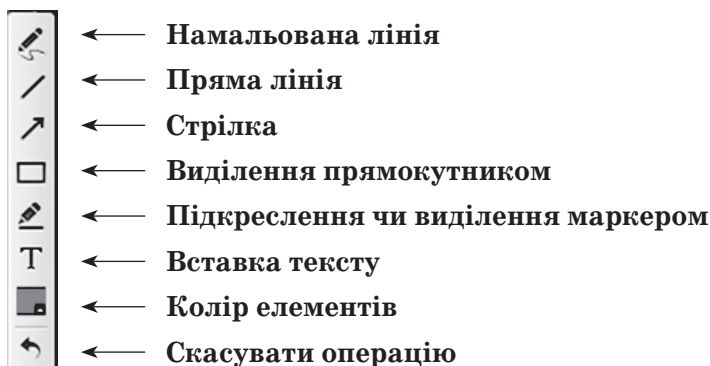 Намальована лінія
Пряма лінія
Стрілка
Виділення прямокутником
Підкреслення чи виділення маркером
Т Вставка тексту
Колір елементів
Скасувати операцію